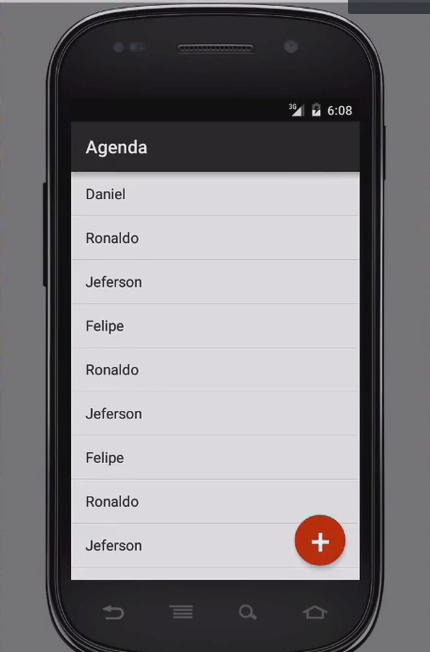 3G
6:08
Agenda
Daniel
Ronaldo
Jeferson
Felipe
Ronaldo
Jeferson
Felipe
Ronaldo
Jeferson
+